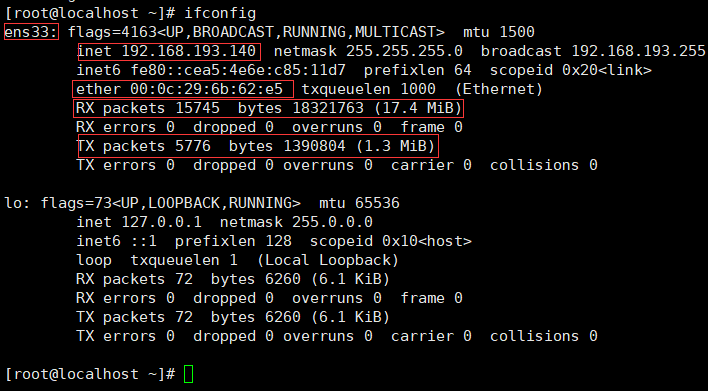 [root@localhost ~]# ifconfig
ens33: flags=4163<UP,BROADCAST,RUNNING,MULTICAST>  mtu 1500
        inet 192.168.193.140  netmask 255.255.255.0  broadcast 192.168.193.255
        inet6 fe80::cea5:4e6e:c85:11d7  prefixlen 64  scopeid 0x20<link>
        ether 00:0c:29:6b:62:e5  txqueuelen 1000  (Ethernet)
        RX packets 15745  bytes 18321763 (17.4 MiB)
        RX errors 0  dropped 0  overruns 0  frame 0
        TX packets 5776  bytes 1390804 (1.3 MiB)
        TX errors 0  dropped 0 overruns 0  carrier 0  collisions 0

lo: flags=73<UP,LOOPBACK,RUNNING>  mtu 65536
        inet 127.0.0.1  netmask 255.0.0.0
        inet6 ::1  prefixlen 128  scopeid 0x10<host>
        loop  txqueuelen 1  (Local Loopback)
        RX packets 72  bytes 6260 (6.1 KiB)
        RX errors 0  dropped 0  overruns 0  frame 0
        TX packets 72  bytes 6260 (6.1 KiB)
        TX errors 0  dropped 0 overruns 0  carrier 0  collisions 0

[root@localhost ~]#